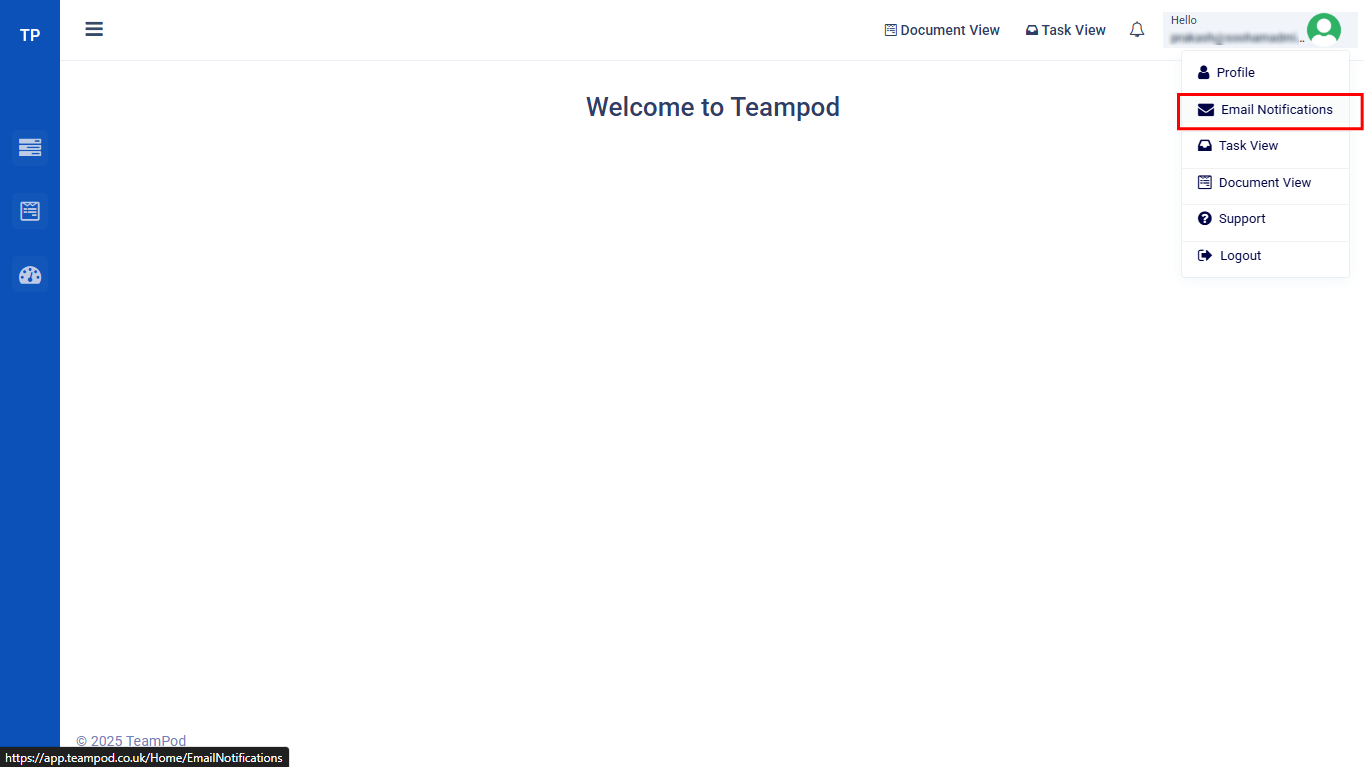 TP
Document View
Task View
Hello
Profile
Email Notifications
Task View
Document View
Support
Logout
Welcome to Teampod
© 2025 TeamPod
https://app.teampod.co.uk/Home/EmailNotifications